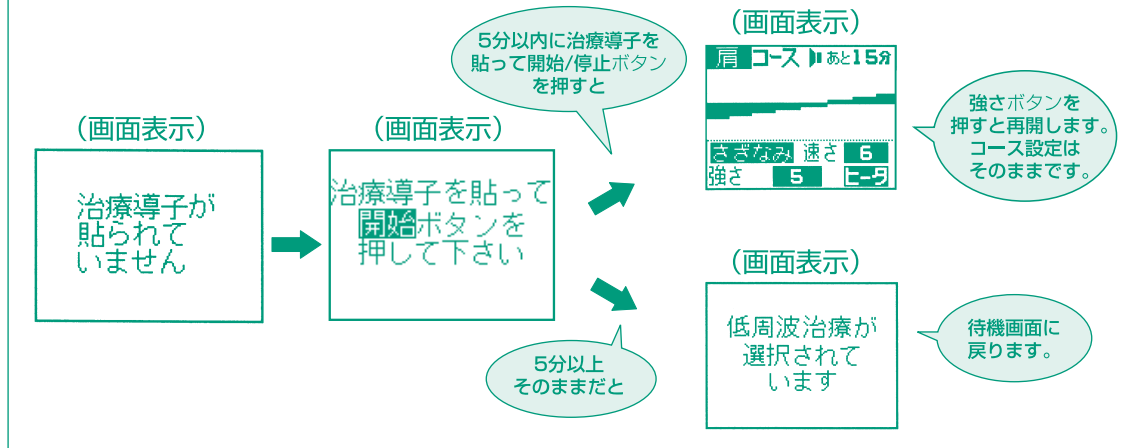 (画面表示)
治療導子が
貼られて
いません
(画面表示)
治療導子を貼って
開始ボタンを
押して下さい
5分以内に治療導子を
貼って開始/停止ボタン
を押すと
(画面表示)
肩 コース あと15分
さざなみ 速さ 6
強さ 5 ヒータ
強さボタンを
押すと再開します。
コース設定は
そのままです。
5分以上
そのままだと
(画面表示)
低周波治療が
選択されて
います
待機画面に
戻ります。